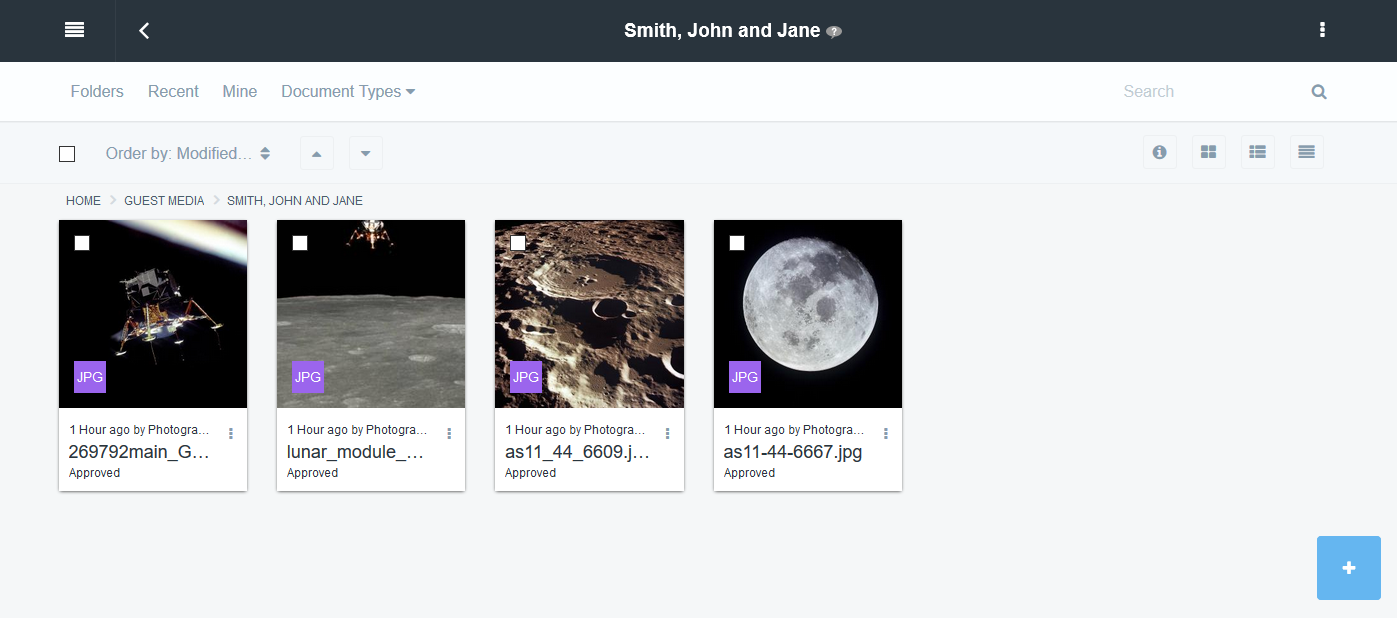 Smith, John and Jane ?
Folders Recent Mine Document Types Search
Order by: Modified...
HOME GUEST MEDIA SMITH, JOHN AND JANE
JPG JPG JPG JPG
1 Hour ago by Photogra... 1 Hour ago by Photogra... 1 Hour ago by Photogra... 1 Hour ago by Photogra...
269792main_G... lunar_module_... as11_44_6609.j... as11-44-6667.jpg
Approved Approved Approved Approved